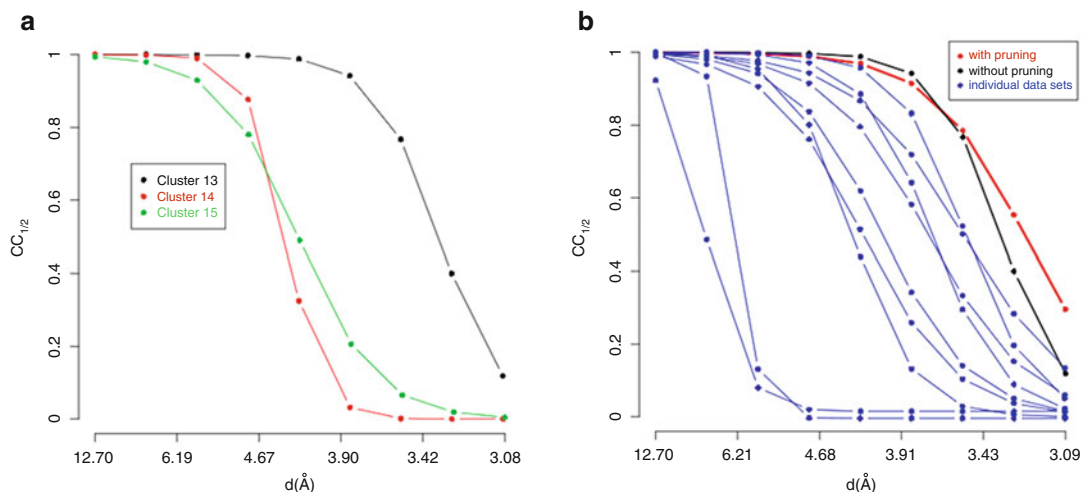 a
1
0.8
0.6
0.4
0.2
0
CC1/2
Cluster 13
Cluster 14
Cluster 15
12.70 6.19 4.67 3.90 3.42 3.08
d(Å)
b
1
0.8
0.6
0.4
0.2
0
CC1/2
with pruning
without pruning
individual data sets
12.70 6.21 4.68 3.91 3.43 3.09
d(Å)